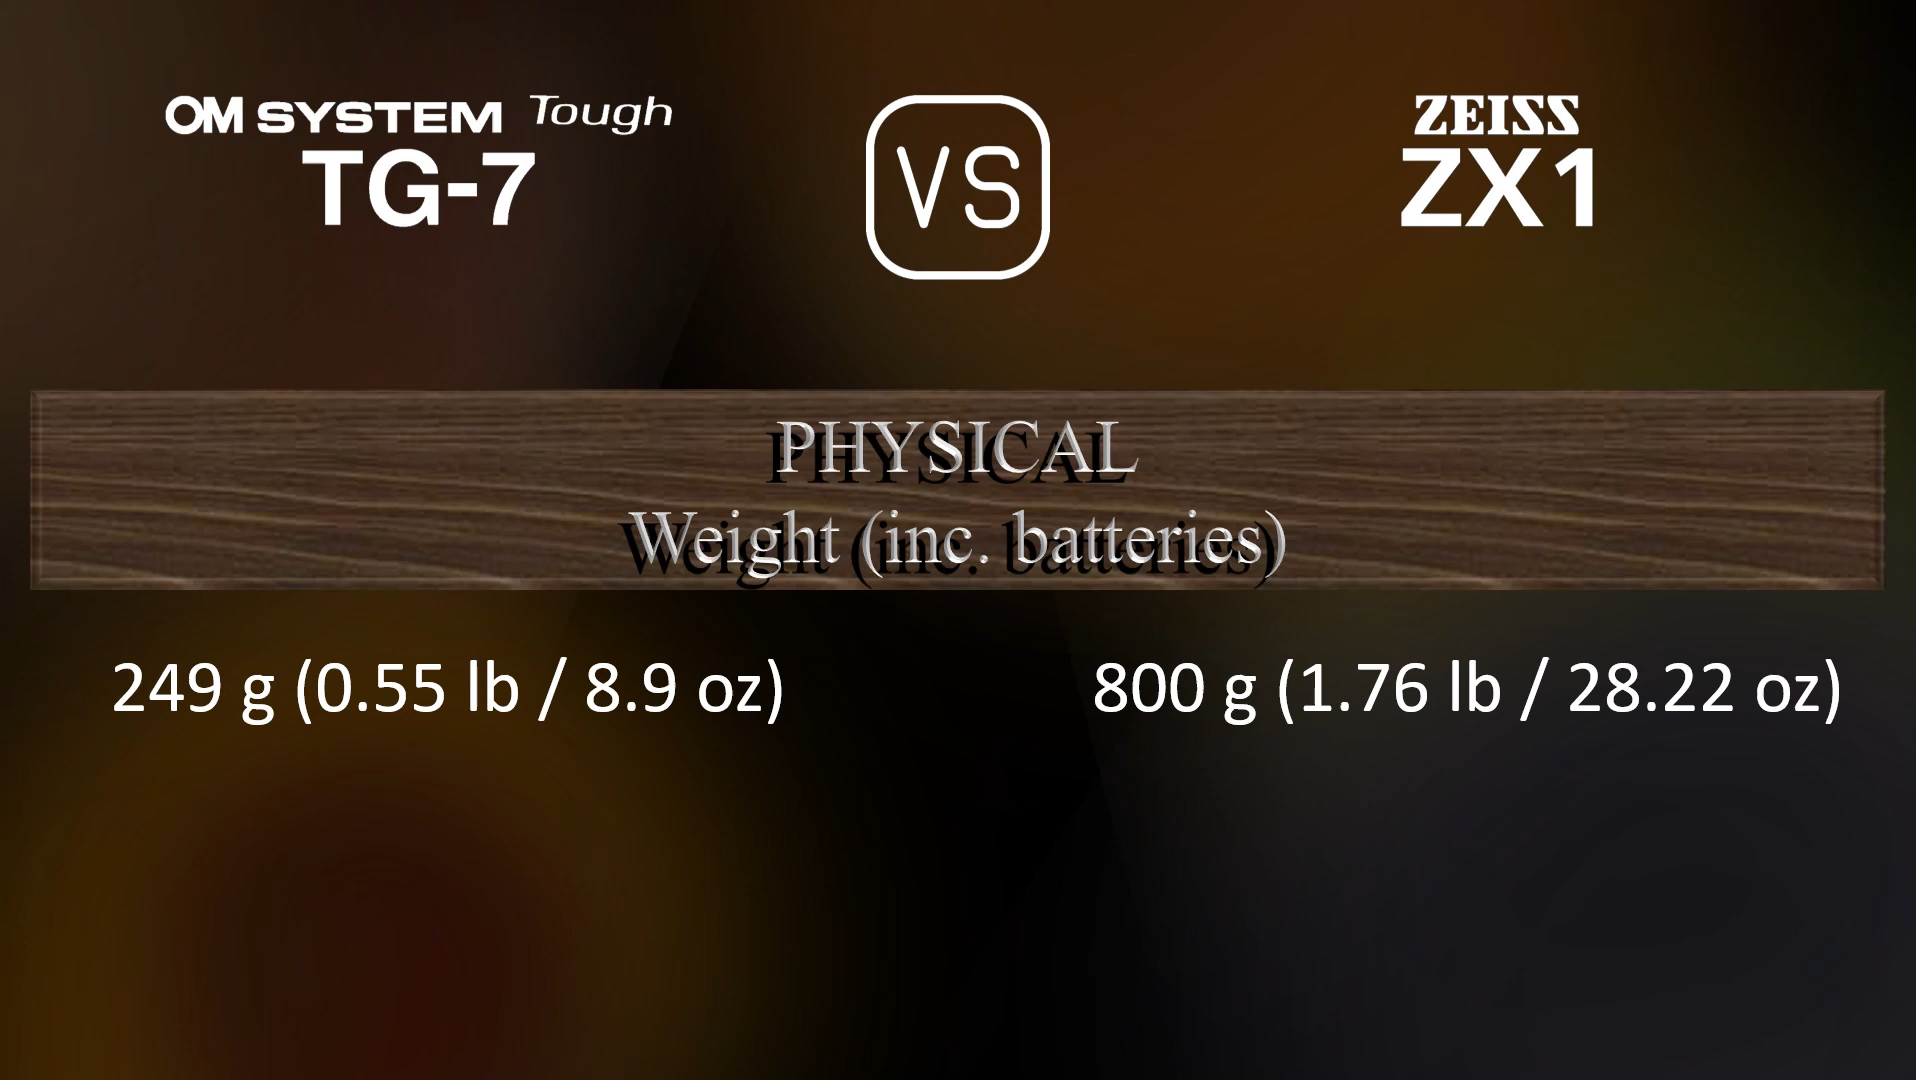 OM SYSTEM Tough
TG-7
VS
ZEISS
ZX1
PHYSICAL
Weight (inc. batteries)
249 g (0.55 lb / 8.9 oz)
800 g (1.76 lb / 28.22 oz)